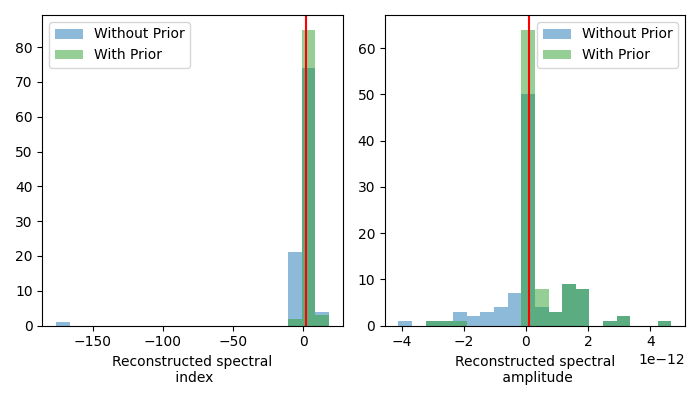 Without Prior
With Prior
80
70
60
50
40
30
20
10
0
−150
−100
−50
0
Reconstructed spectral
index
Without Prior
With Prior
60
50
40
30
20
10
0
−4
−2
0
2
4
1e−12
Reconstructed spectral
amplitude